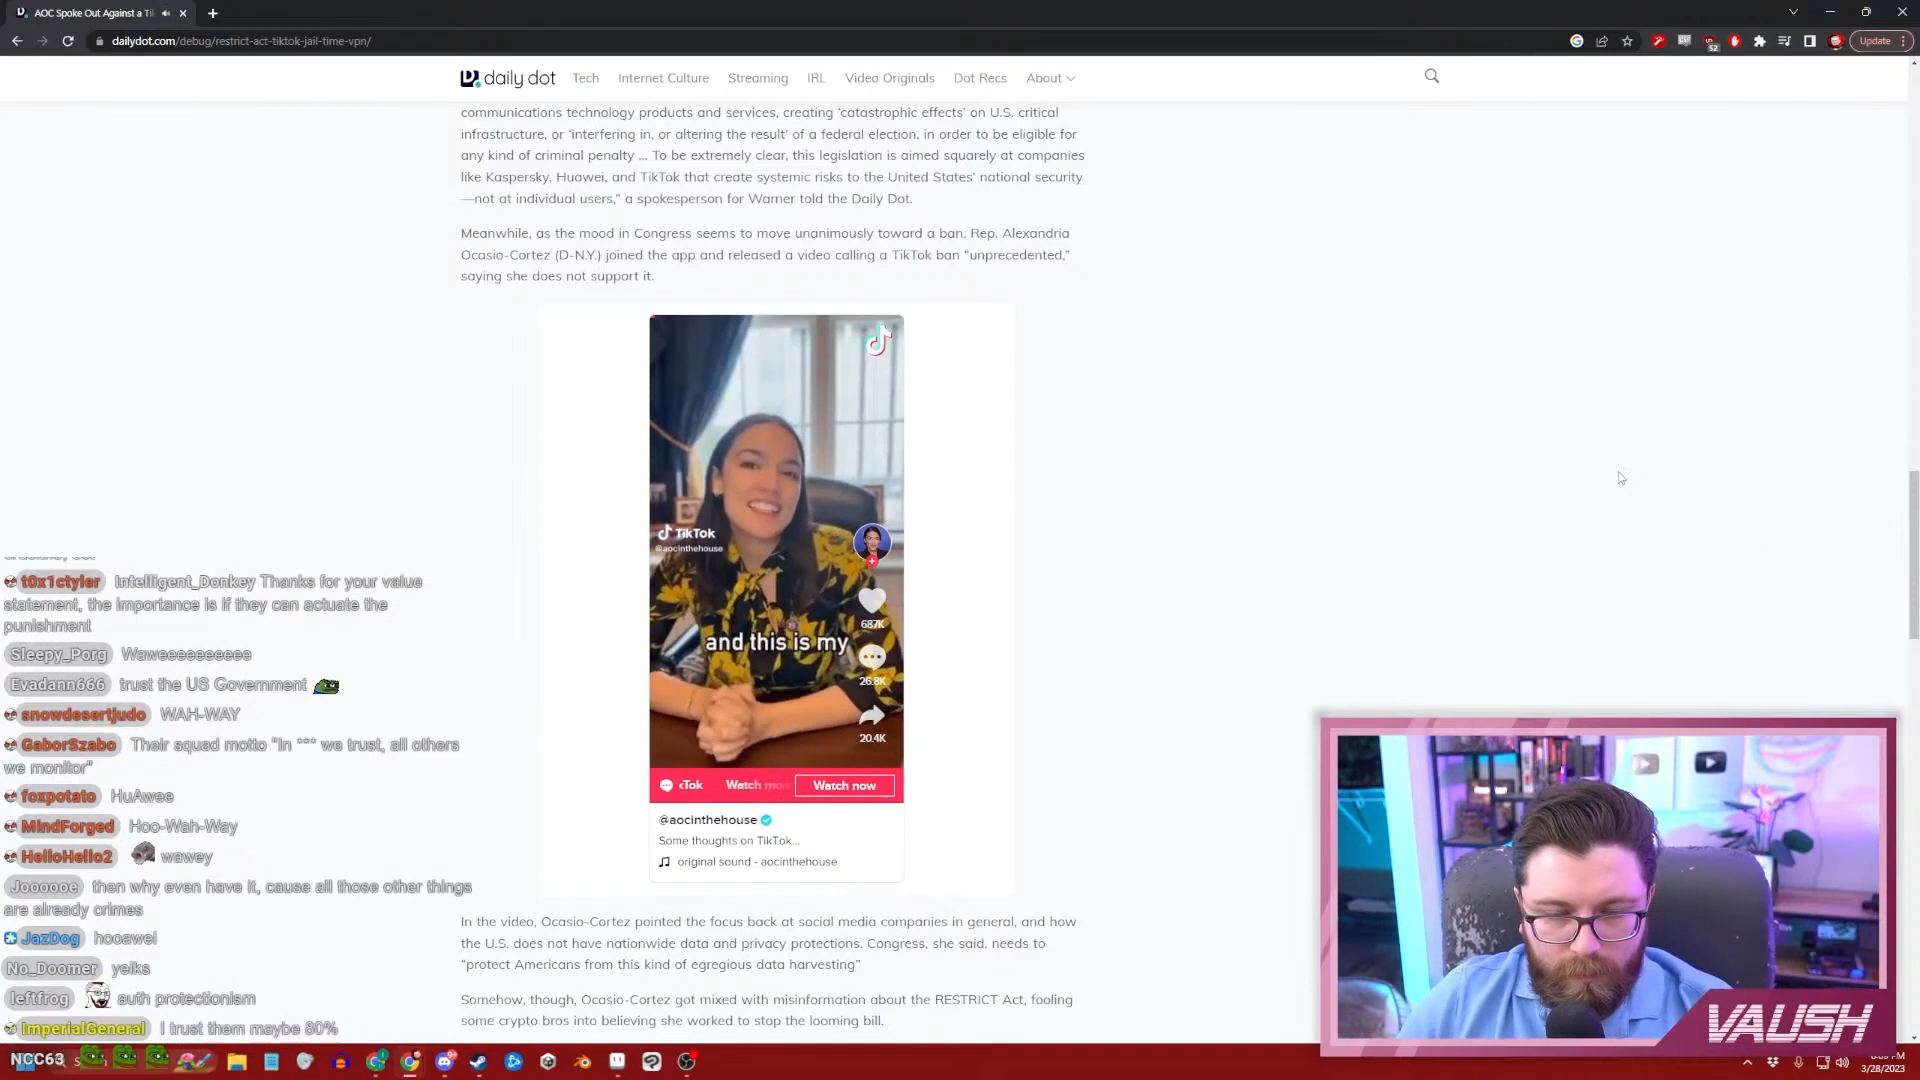 AOC Spoke Out Against a Ti
dailydot.com/debug/restrict-act-tiktok-jail-time-vpn/
52
Update
daily dot
Tech
Internet Culture
Streaming
IRL
Video Originals
Dot Recs
About
communications technology products and services, creating ‘catastrophic effects’ on U.S. critical
infrastructure, or ‘interfering in, or altering the result’ of a federal election, in order to be eligible for
any kind of criminal penalty … To be extremely clear, this legislation is aimed squarely at companies
like Kaspersky, Huawei, and TikTok that create systemic risks to the United States’ national security
—not at individual users,” a spokesperson for Warner told the Daily Dot.
Meanwhile, as the mood in Congress seems to move unanimously toward a ban, Rep. Alexandria
Ocasio-Cortez (D-N.Y.) joined the app and released a video calling a TikTok ban “unprecedented,”
saying she does not support it.
TikTok
@aocinthehouse
687K
and this is my
26.8K
20.4K
kTok
Watch mo
Watch now
@aocinthehouse
Some thoughts on TikTok...
original sound - aocinthehouse
In the video, Ocasio-Cortez pointed the focus back at social media companies in general, and how
the U.S. does not have nationwide data and privacy protections. Congress, she said, needs to
“protect Americans from this kind of egregious data harvesting”
Somehow, though, Ocasio-Cortez got mixed with misinformation about the RESTRICT Act, fooling
some crypto bros into believing she worked to stop the looming bill.
t0x1ctyler Intelligent_Donkey Thanks for your value
statement, the importance is if they can actuate the
punishment
Sleepy_Porg Waweeeeeeeeee
Evadann666 trust the US Government
snowdesertjudo WAH-WAY
GaborSzabo Their squad motto "In *** we trust, all others
we monitor"
foxpotato HuAwee
MindForged Hoo-Wah-Way
HelloHello2 wawey
Joooooe then why even have it, cause all those other things
are already crimes
JazDog hooawei
No_Doomer yeiks
leftfrog auth protectionism
ImperialGeneral I trust them maybe 80%
NCC63
VAUSH
3/28/2023